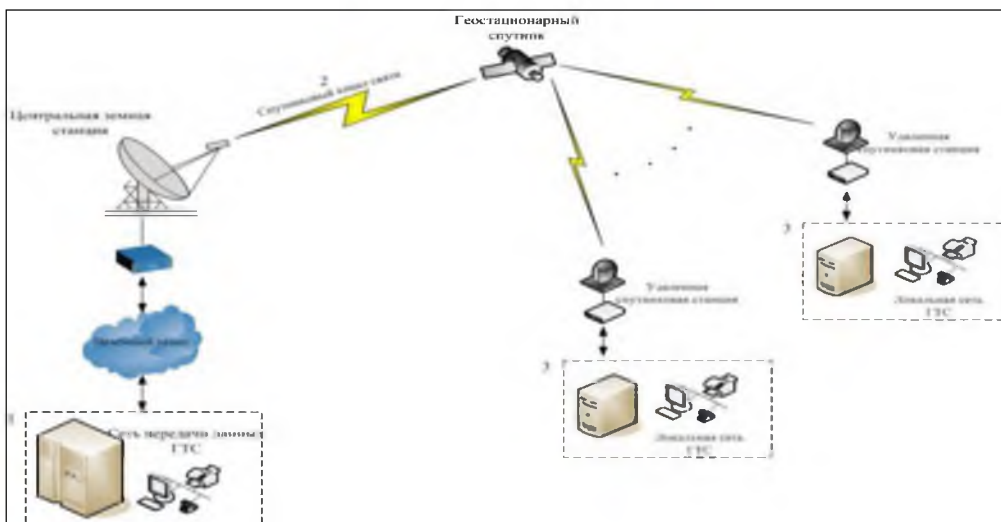 Геостационарный
спутник
2
Спутниковый канал связи
Центральная земная
станция
Удаленная
спутниковая станция
3
Локальная сеть
ГТС
Удаленная
спутниковая станция
3
Локальная сеть
ГТС
канал
1
Сеть передачи данных
ГТС